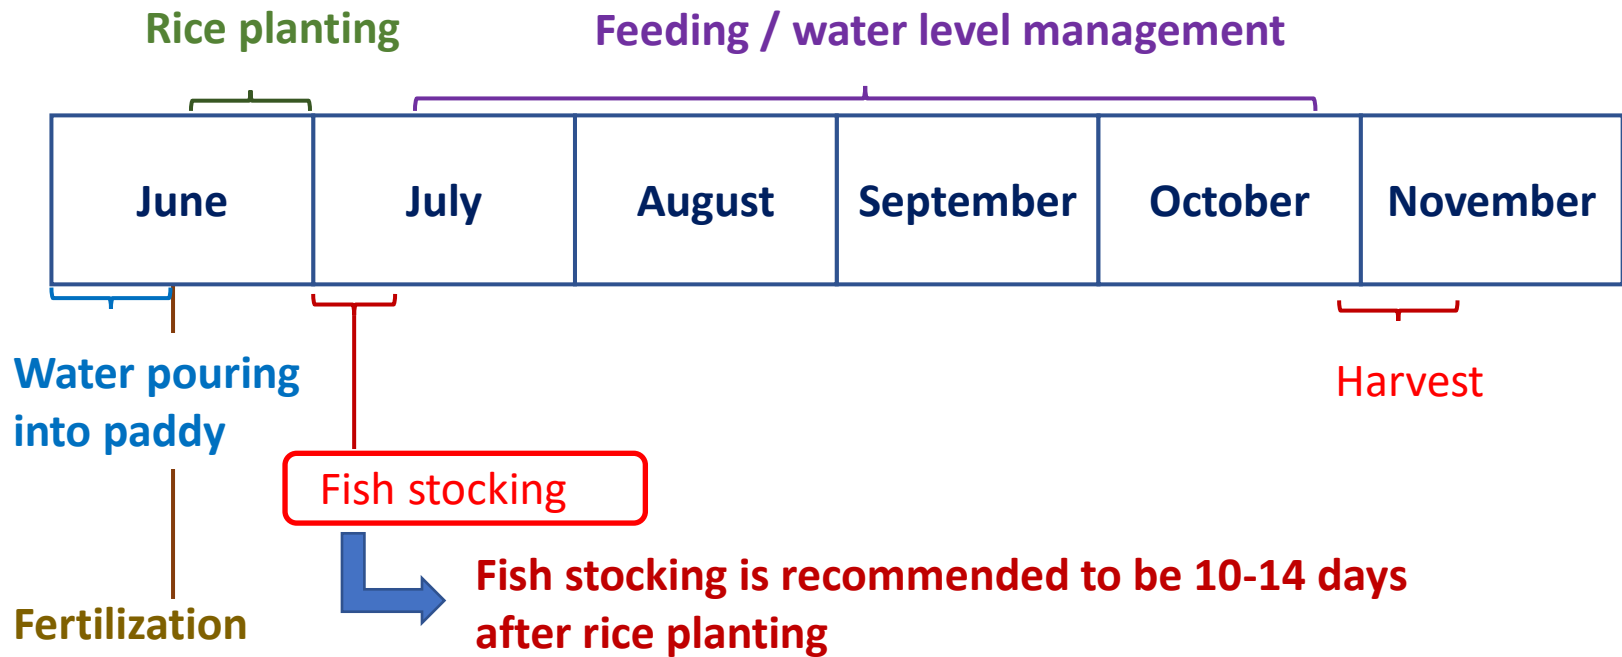 Rice planting
Feeding / water level management
June
July
August
September
October
November
Water pouring
into paddy
Harvest
Fish stocking
Fish stocking is recommended to be 10-14 days
after rice planting
Fertilization